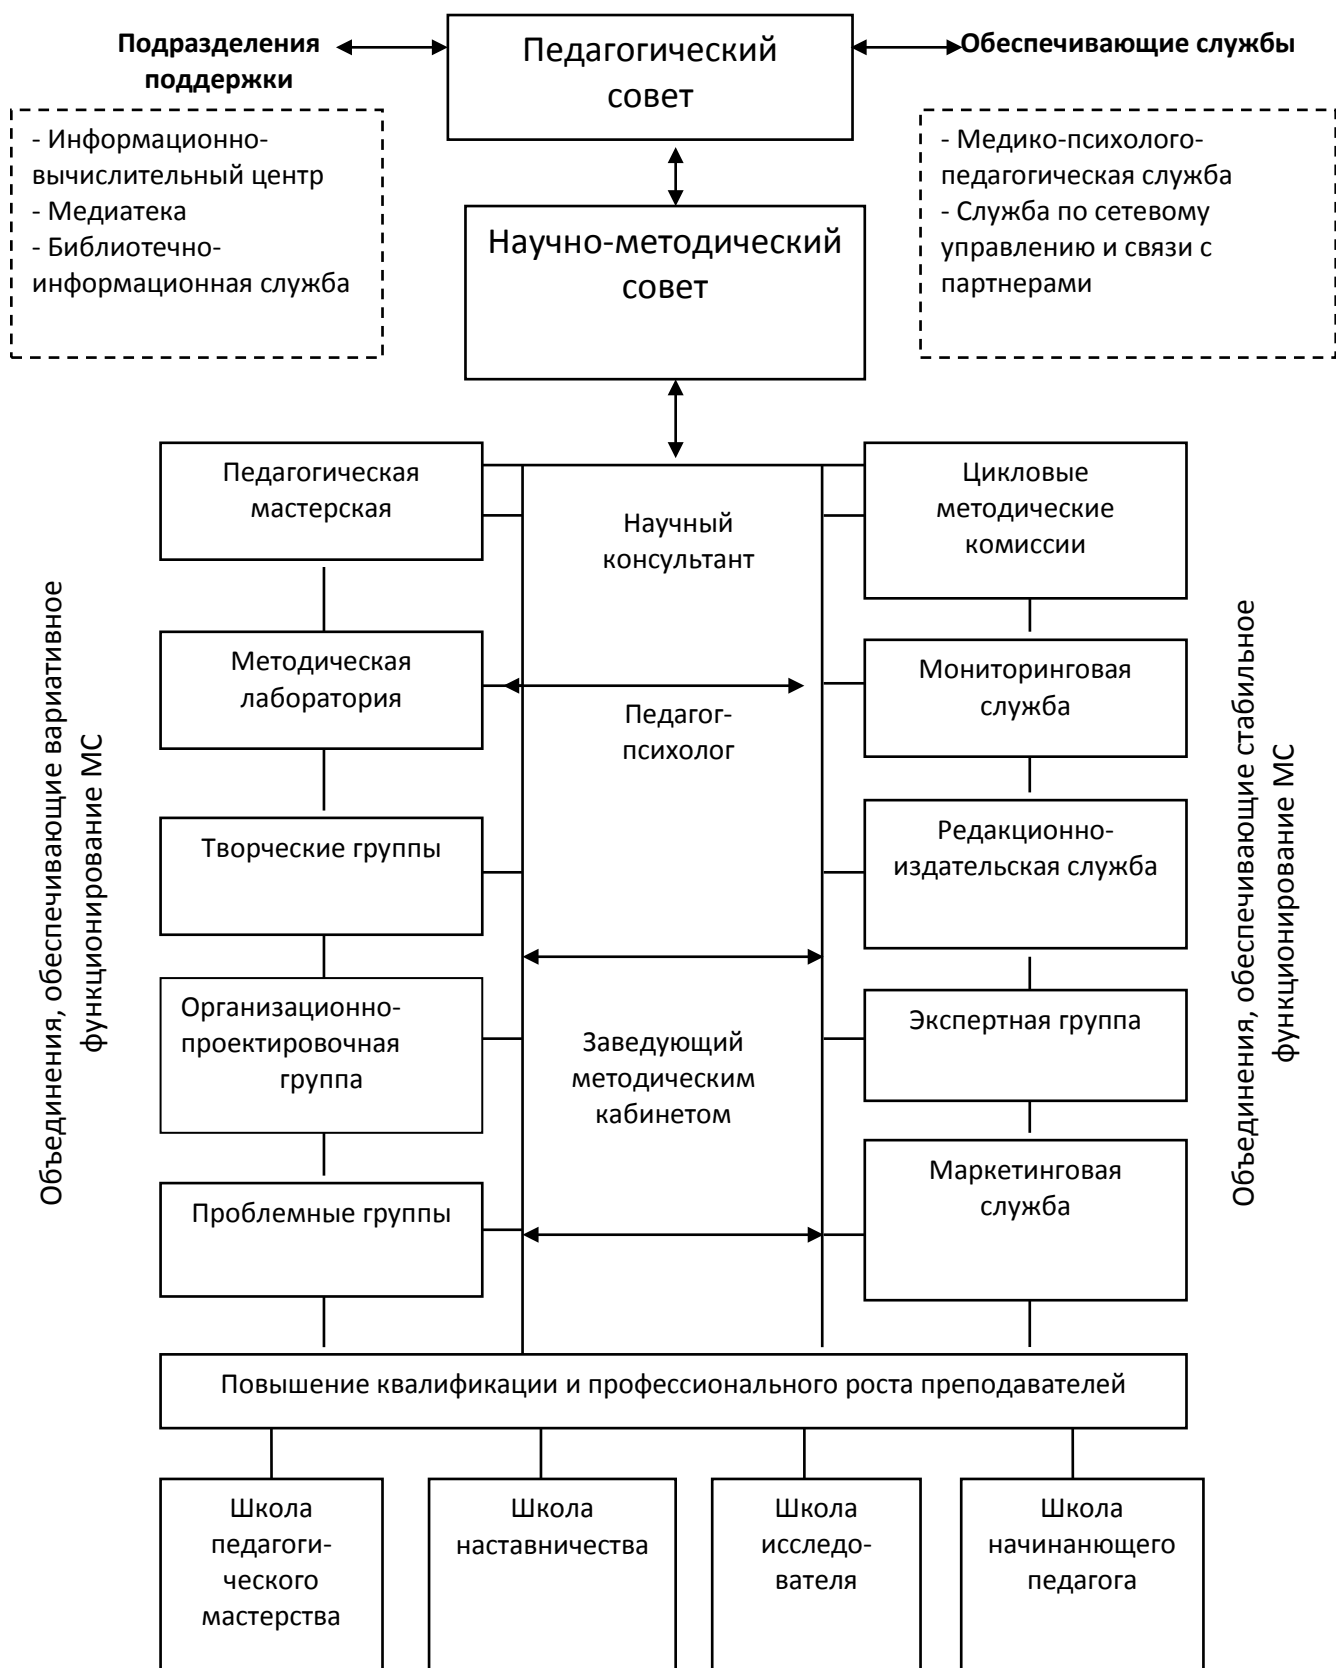 Подразделения
поддержки
Педагогический
совет
Обеспечивающие службы
- Информационно-
вычислительный центр
- Медиатека
- Библиотечно-
информационная служба
- Медико-психолого-
педагогическая служба
- Служба по сетевому
управлению и связи с
партнерами
Научно-методический
совет
Объединения, обеспечивающие вариативное
функционирование МС
Педагогическая
мастерская
Методическая
лаборатория
Творческие группы
Организационно-
проектировочная
группа
Проблемные группы
Научный
консультант
Педагог-
психолог
Заведующий
методическим
кабинетом
Цикловые
методические
комиссии
Мониторинговая
служба
Редакционно-
издательская служба
Экспертная группа
Маркетинговая
служба
Объединения, обеспечивающие стабильное
функционирование МС
Повышение квалификации и профессионального роста преподавателей
Школа
педагоги-
ческого
мастерства
Школа
наставничества
Школа
исследо-
вателя
Школа
начинанющего
педагога